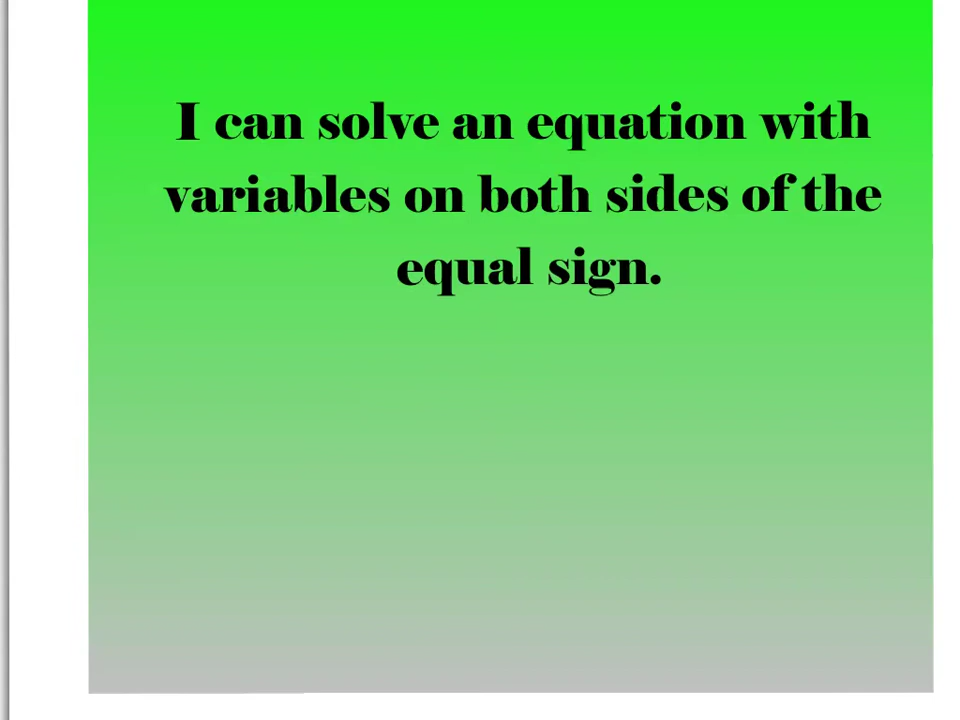 I can solve an equation with
variables on both sides of the
equal sign.